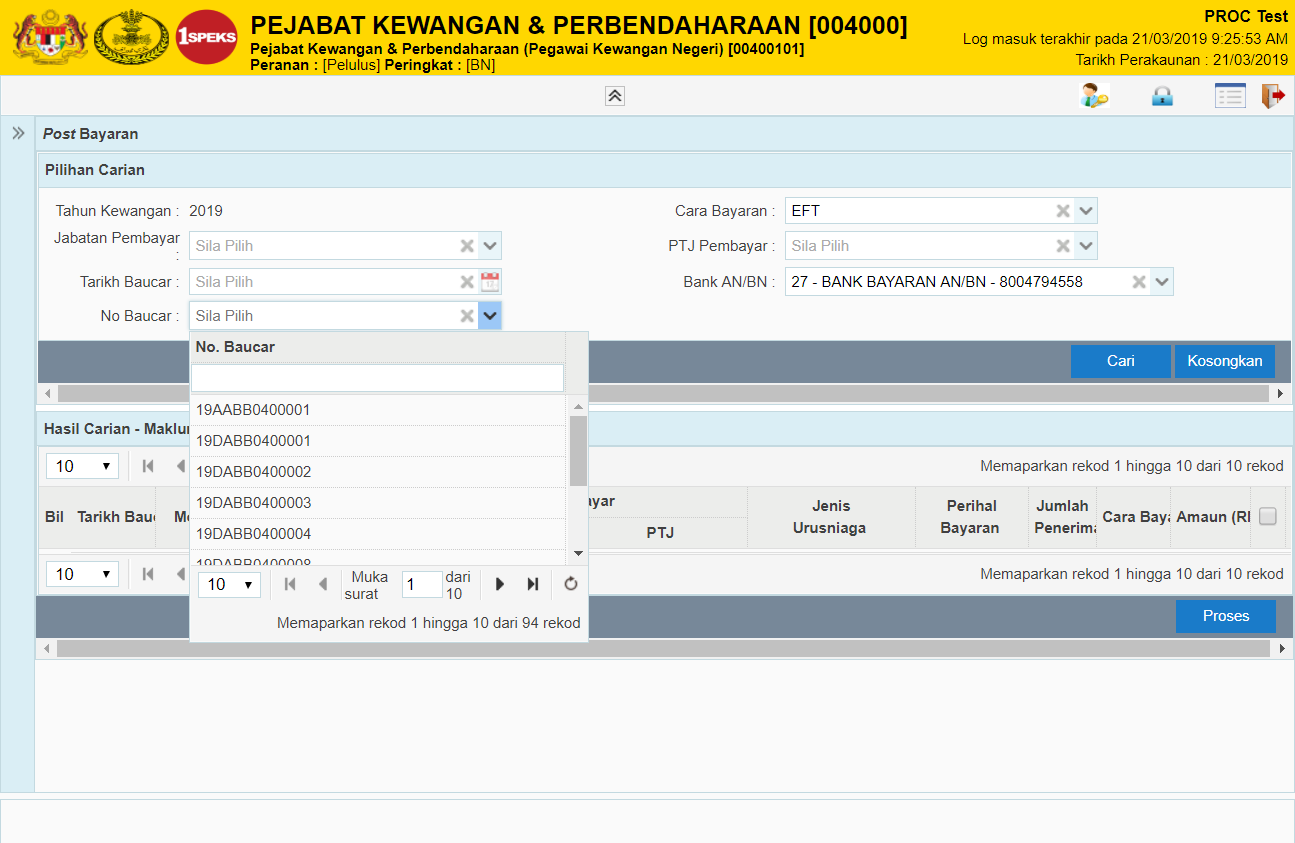 1SPEKS
PEJABAT KEWANGAN & PERBENDAHARAAN [004000]
Pejabat Kewangan & Perbendaharaan (Pegawai Kewangan Negeri) [00400101]
Peranan : [Pelulus] Peringkat : [BN]
PROC Test
Log masuk terakhir pada 21/03/2019 9:25:53 AM
Tarikh Perakaunan : 21/03/2019
Post Bayaran
Pilihan Carian
Tahun Kewangan : 2019
Cara Bayaran : EFT
Jabatan Pembayar : Sila Pilih
PTJ Pembayar : Sila Pilih
Tarikh Baucar : Sila Pilih
Bank AN/BN : 27 - BANK BAYARAN AN/BN - 8004794558
No Baucar : Sila Pilih
No. Baucar
Cari Kosongkan
19AABB0400001
19DABB0400001
19DABB0400002
19DABB0400003
19DABB0400004
19DABB0400008
10
Muka surat 1 dari 10
Memaparkan rekod 1 hingga 10 dari 94 rekod
Hasil Carian - Maklu
10
Memaparkan rekod 1 hingga 10 dari 10 rekod
Bil Tarikh Bau M ayar PTJ Jenis Urusniaga Perihal Bayaran Jumlah Penerima Cara Baya Amaun (R
10
Memaparkan rekod 1 hingga 10 dari 10 rekod
Proses